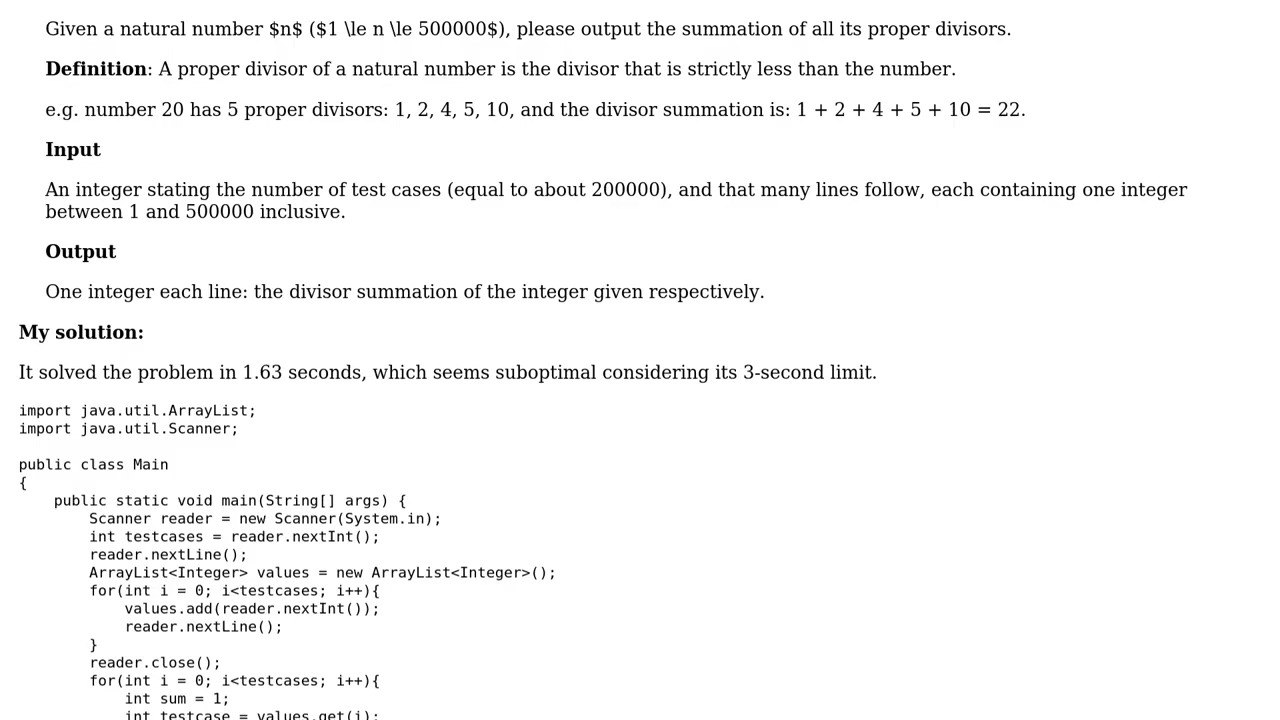 Given a natural number $n$ ($1 \le n \le 500000$), please output the summation of all its proper divisors.
Definition: A proper divisor of a natural number is the divisor that is strictly less than the number.
e.g. number 20 has 5 proper divisors: 1, 2, 4, 5, 10, and the divisor summation is: 1 + 2 + 4 + 5 + 10 = 22.
Input
An integer stating the number of test cases (equal to about 200000), and that many lines follow, each containing one integer
between 1 and 500000 inclusive.
Output
One integer each line: the divisor summation of the integer given respectively.
My solution:
It solved the problem in 1.63 seconds, which seems suboptimal considering its 3-second limit.
import java.util.ArrayList;
import java.util.Scanner;
public class Main
{
    public static void main(String[] args) {
        Scanner reader = new Scanner(System.in);
        int testcases = reader.nextInt();
        reader.nextLine();
        ArrayList<Integer> values = new ArrayList<Integer>();
        for(int i = 0; i<testcases; i++){
            values.add(reader.nextInt());
            reader.nextLine();
        }
        reader.close();
        for(int i = 0; i<testcases; i++){
            int sum = 1;
            int testcase = values.get(i);